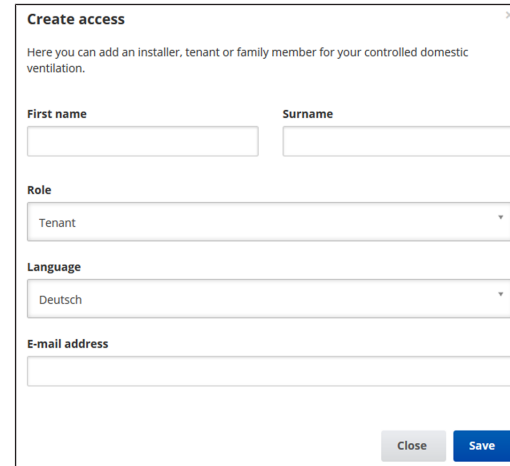 Create access
Here you can add an installer, tenant or family member for your controlled domestic
ventilation.
First name Surname
Role
Tenant
Language
Deutsch
E-mail address
Close Save